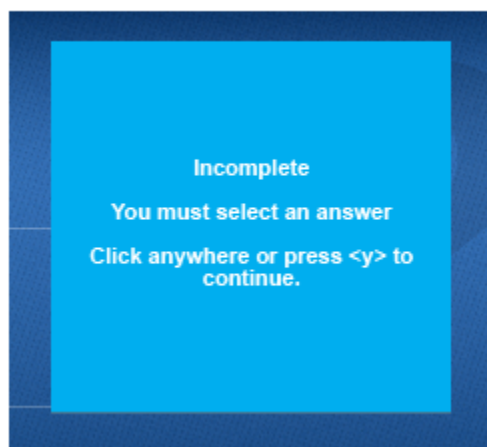 Incomplete
You must select an answer
Click anywhere or press <y> to
continue.